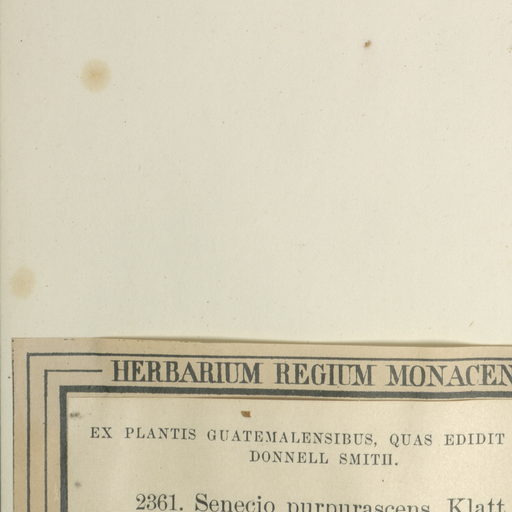 HERBARIUM REGIUM MONACEN
EX PLANTIS GUATEMALENSIBUS, QUAS EDIDIT
DONNELL SMITH.
2361. Senecio purpurascens, Klatt